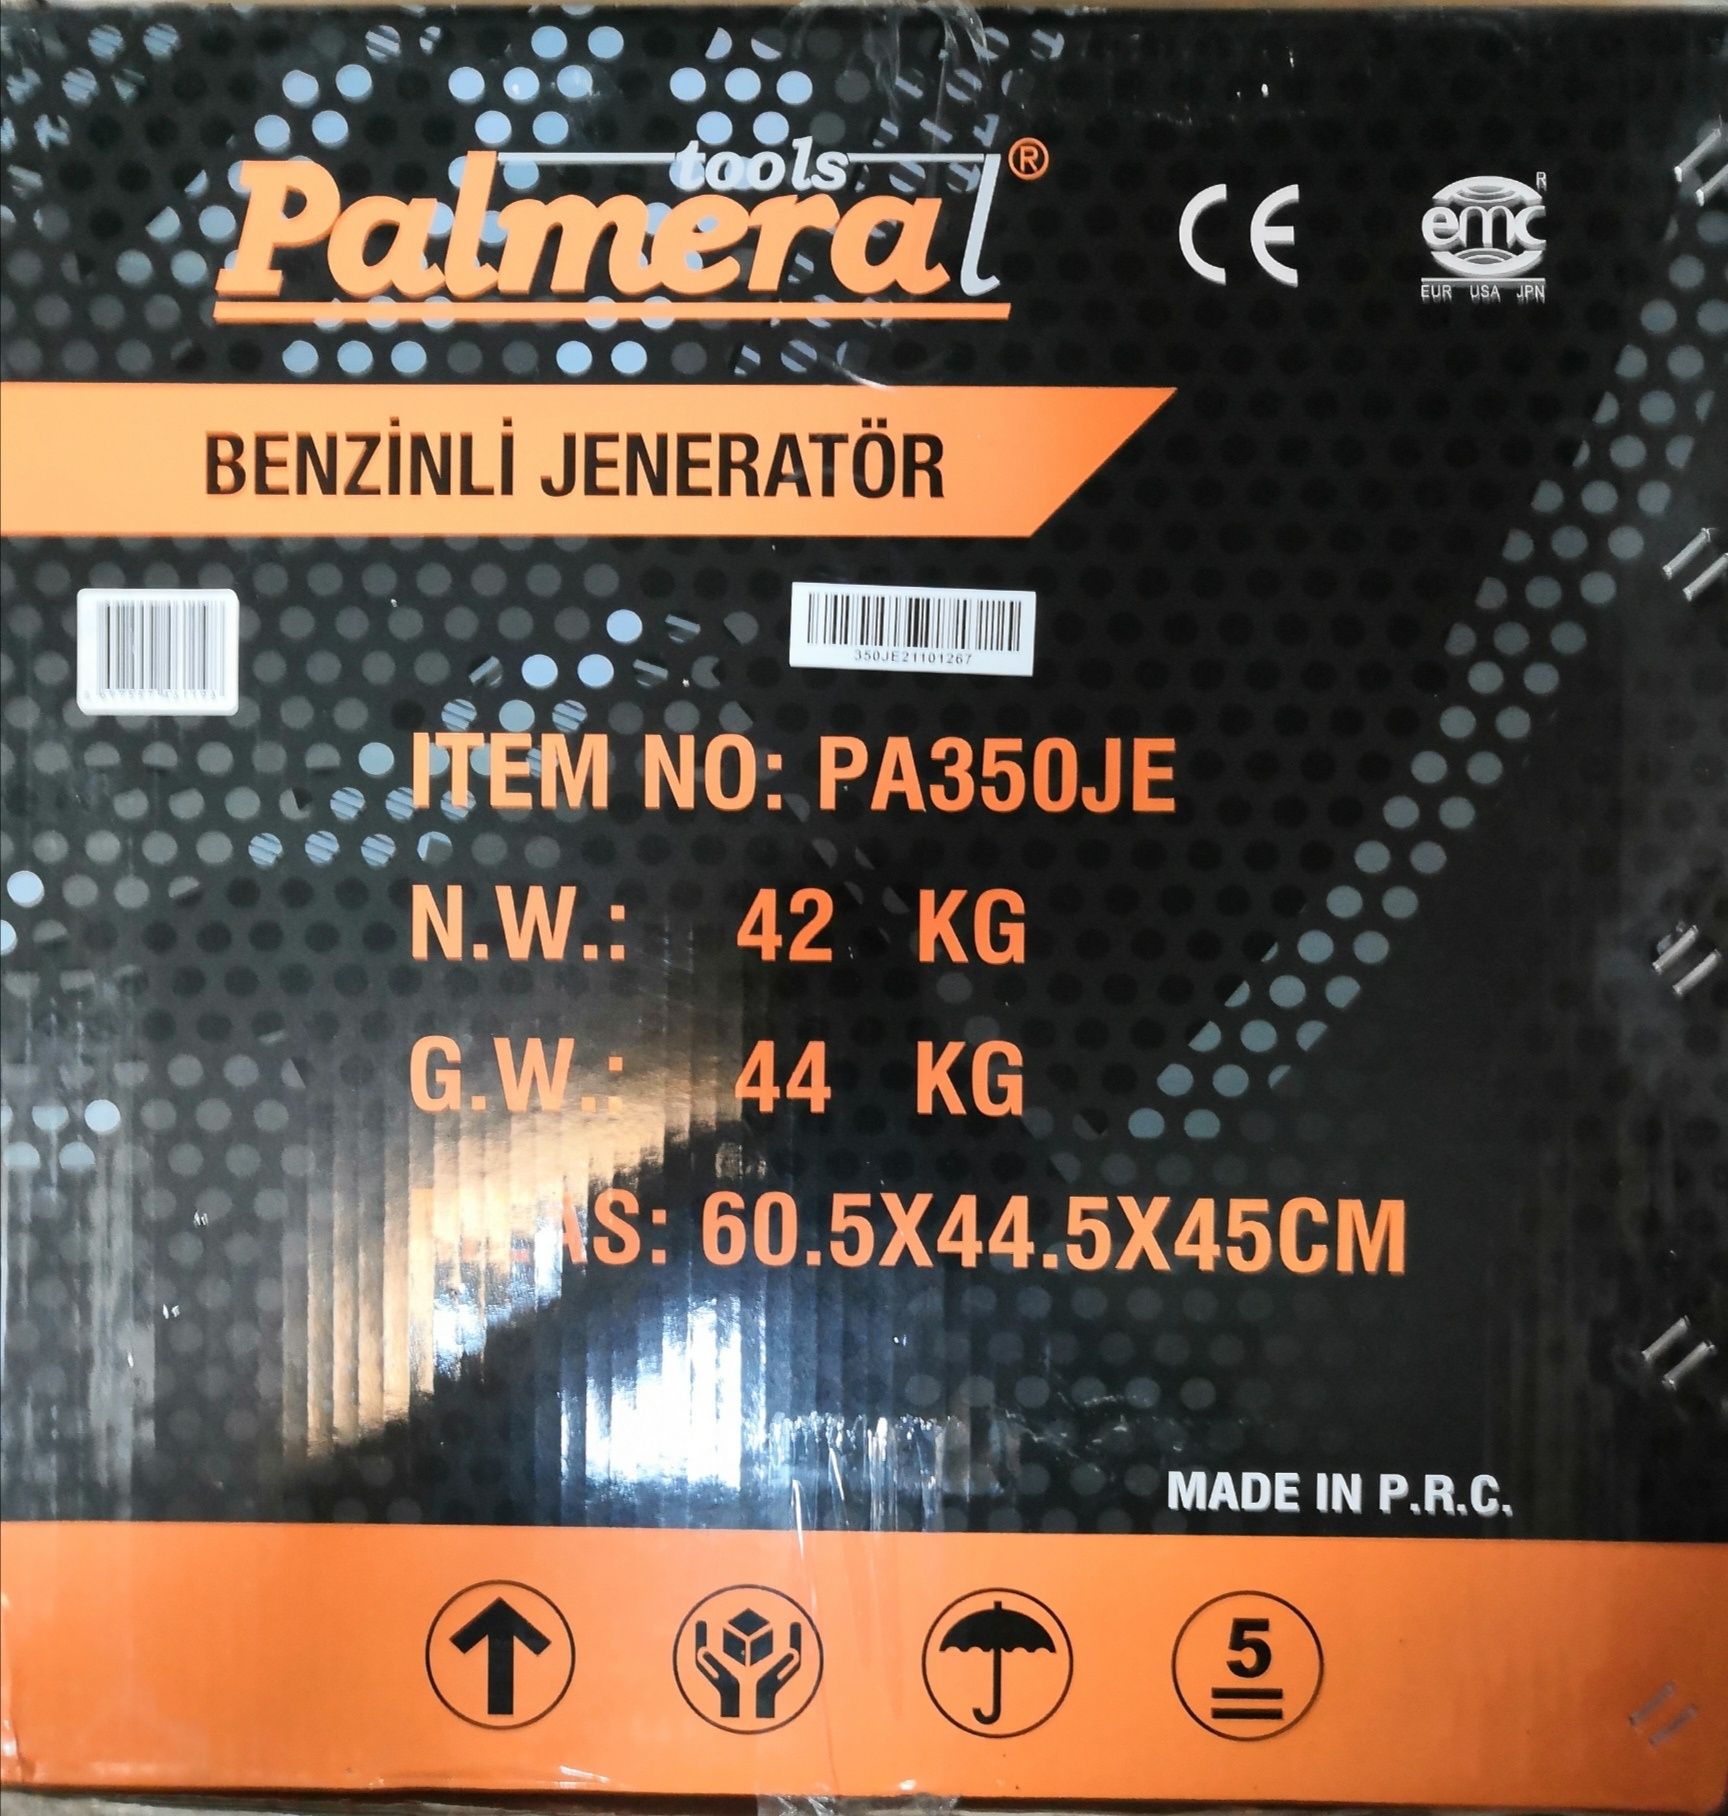 tools
Palmera®
CE
emc R
EUR USA JPN
BENZİNLİ JENERATÖR
350JE21101267
ITEM NO: PA350JE
N.W.: 42 KG
G.W.: 44 KG
60.5X44.5X45CM
MADE IN P.R.C.
5